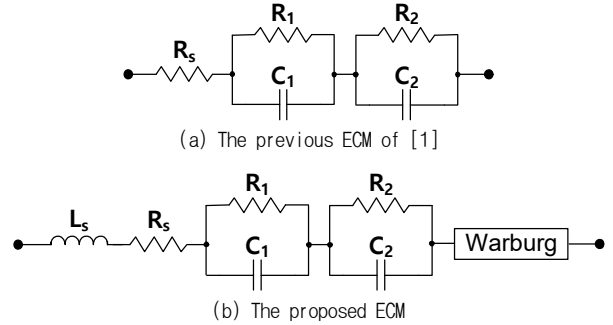 R₁ R₂
Rₛ
C₁ C₂
(a) The previous ECM of [1]
R₁ R₂
Lₛ Rₛ
C₁ C₂ Warburg
(b) The proposed ECM